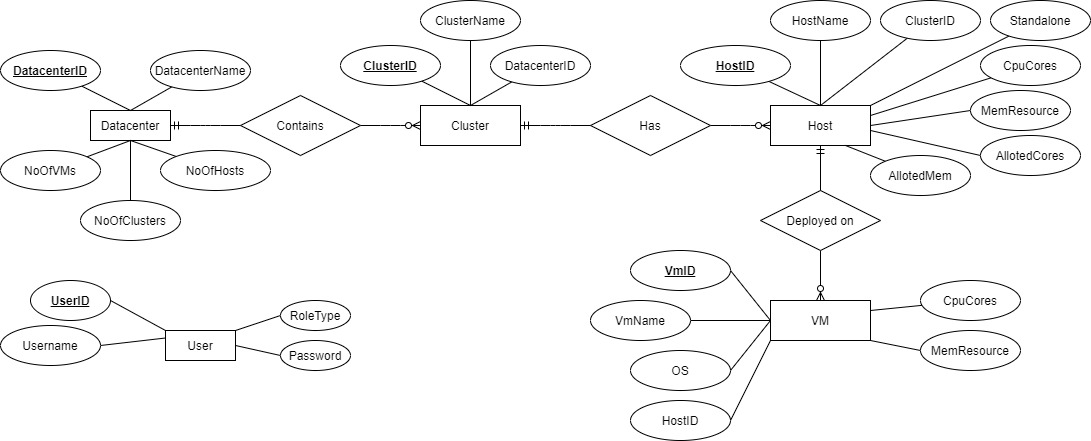 ClusterName
HostName
ClusterID
Standalone
DatacenterID
DatacenterName
ClusterID
DatacenterID
HostID
CpuCores
MemResource
Datacenter
Contains
Cluster
Has
Host
AllotedCores
NoOfVMs
NoOfHosts
AllotedMem
NoOfClusters
Deployed on
VmID
UserID
RoleType
CpuCores
VmName
VM
Username
User
Password
MemResource
OS
HostID